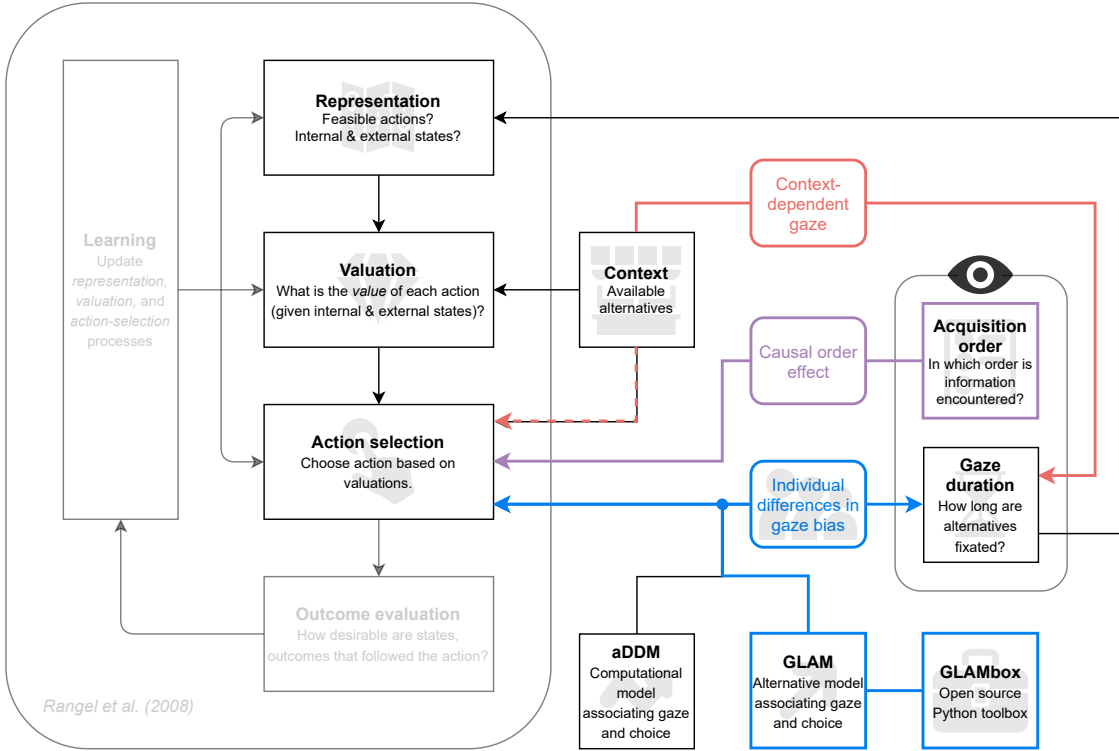 Representation
Feasible actions?
Internal & external states?
Learning
Update
representation,
valuation, and
action-selection
processes
Valuation
What is the value of each action
(given internal & external states)?
Action selection
Choose action based on
valuations.
Outcome evaluation
How desirable are states,
outcomes that followed the action?
Rangel et al. (2008)
Context
Available
alternatives
Context-
dependent
gaze
Causal order
effect
Individual
differences in
gaze bias
Acquisition
order
In which order is
information
encountered?
Gaze
duration
How long are
alternatives
fixated?
aDDM
Computational
model
associating gaze
and choice
GLAM
Alternative model
associating gaze
and choice
GLAMbox
Open source
Python toolbox